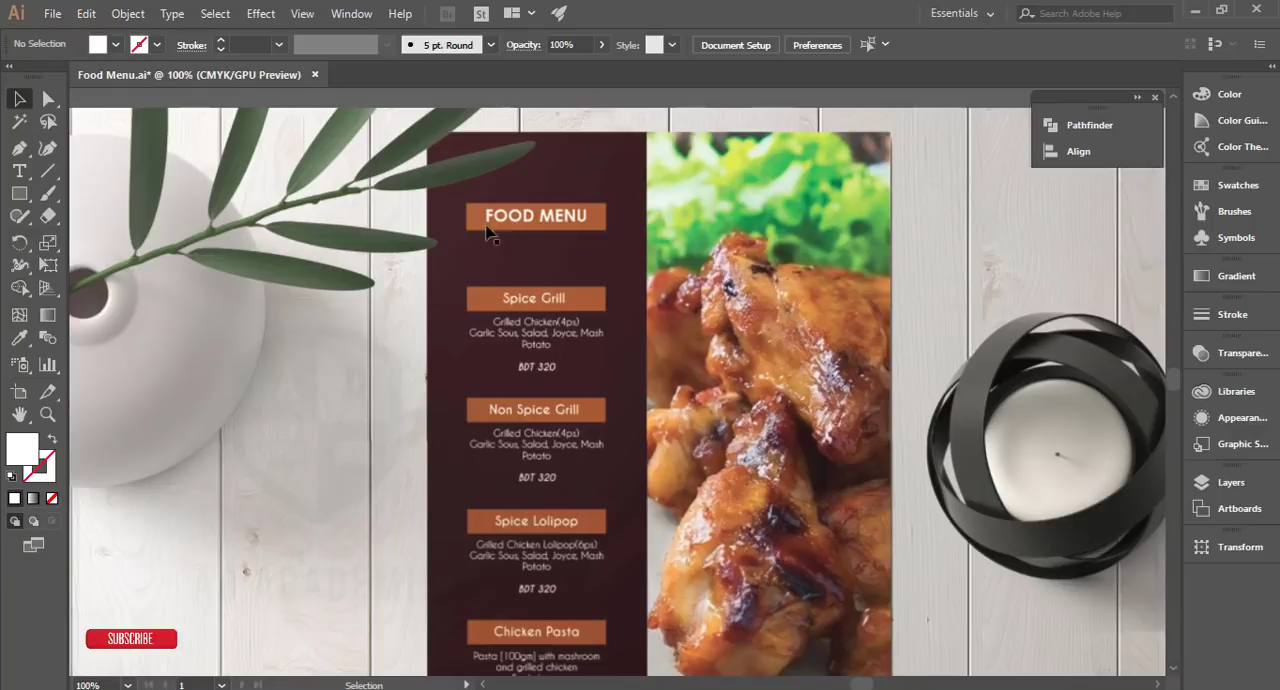 Ai File Edit Object Type Select Effect View Window Help Br St Essentials Search Adobe Help
No Selection Stroke: 5 pt. Round Opacity: 100% Style: Document Setup Preferences
Food Menu.ai* @ 100% (CMYK/GPU Preview)
Pathfinder
Align
Color
Color Gui...
Color The...
Swatches
Brushes
Symbols
Gradient
Stroke
Transpare...
Libraries
Appearan...
Graphic S...
Layers
Artboards
Transform
FOOD MENU
Spice Grill
Grilled Chicken(4ps)
Garlic Sous, Salad, Joyce, Mash
Potato
BDT 320
Non Spice Grill
Grilled Chicken(4ps)
Garlic Sous, Salad, Joyce, Mash
Potato
BDT 320
Spice Lolipop
Grilled Chicken Lolipop(6ps)
Garlic Sous, Salad, Joyce, Mash
Potato
BDT 320
Chicken Pasta
Pasta [100gm] with mashroom
and grilled chicken
SUBSCRIBE
100% 1 Selection